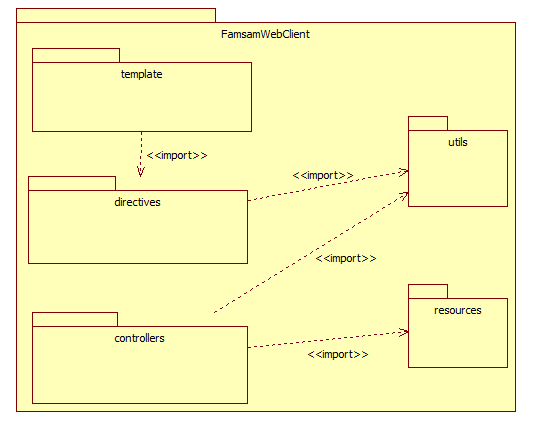 FamsamWebClient
template
<<import>>
utils
<<import>>
directives
<<import>>
resources
controllers
<<import>>